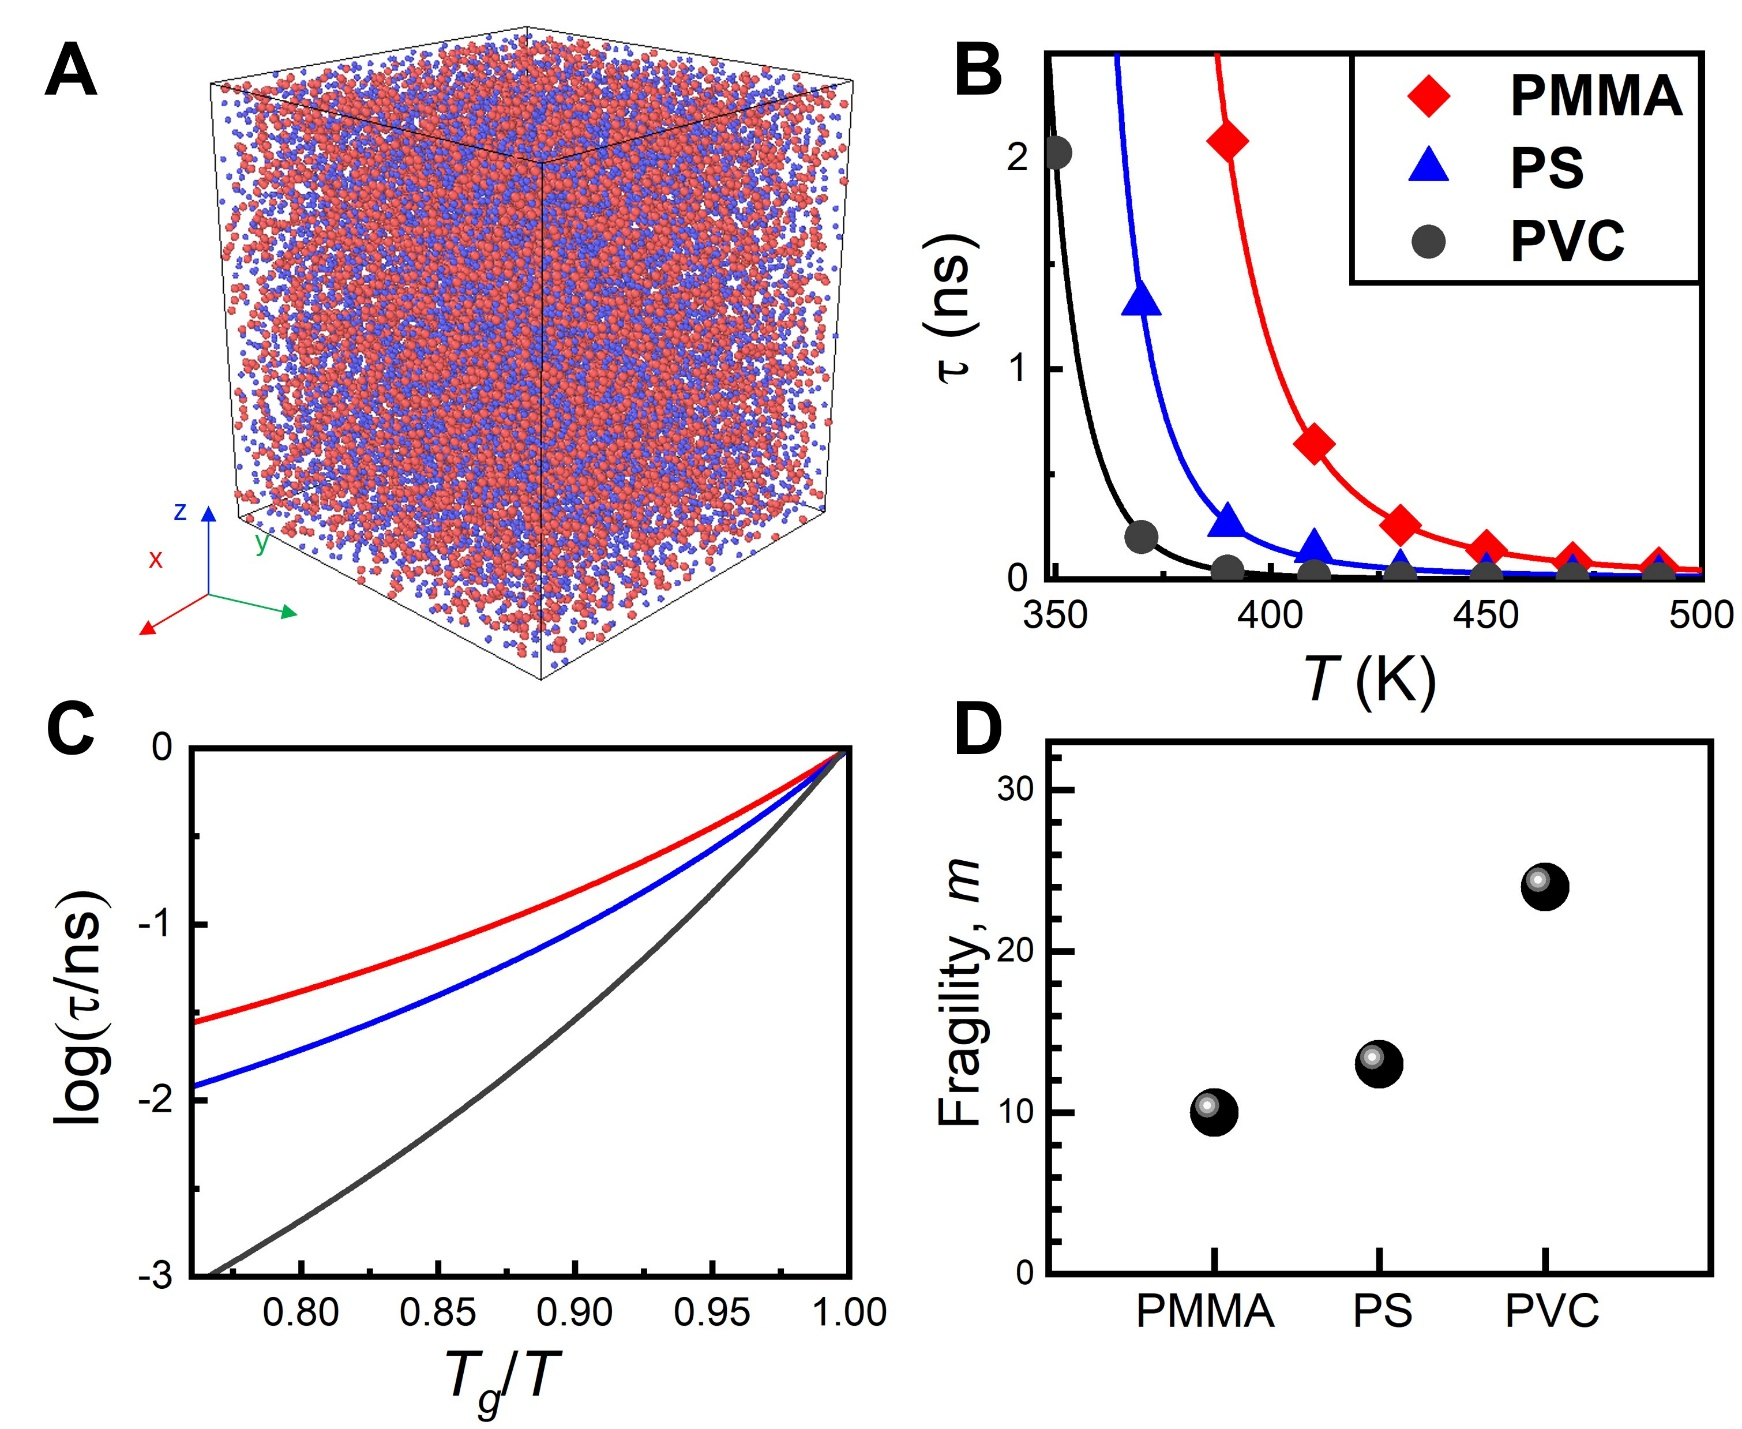 A
z
x
y
B
2
1
0
τ (ns)
350 400 450 500
T (K)
PMMA
PS
PVC
C
0
-1
-2
-3
log(τ/ns)
0.80 0.85 0.90 0.95 1.00
Tg/T
D
30
20
10
0
Fragility, m
PMMA PS PVC